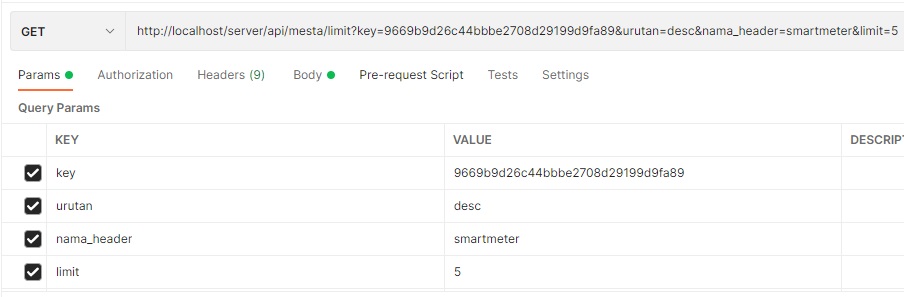 GET http://localhost/server/api/mesta/limit?key=9669b9d26c44bbbe2708d29199d9fa89&urutan=desc&nama_header=smartmeter&limit=5
Params Authorization Headers (9) Body Pre-request Script Tests Settings
Query Params
KEY VALUE DESCRIPT
key 9669b9d26c44bbbe2708d29199d9fa89
urutan desc
nama_header smartmeter
limit 5